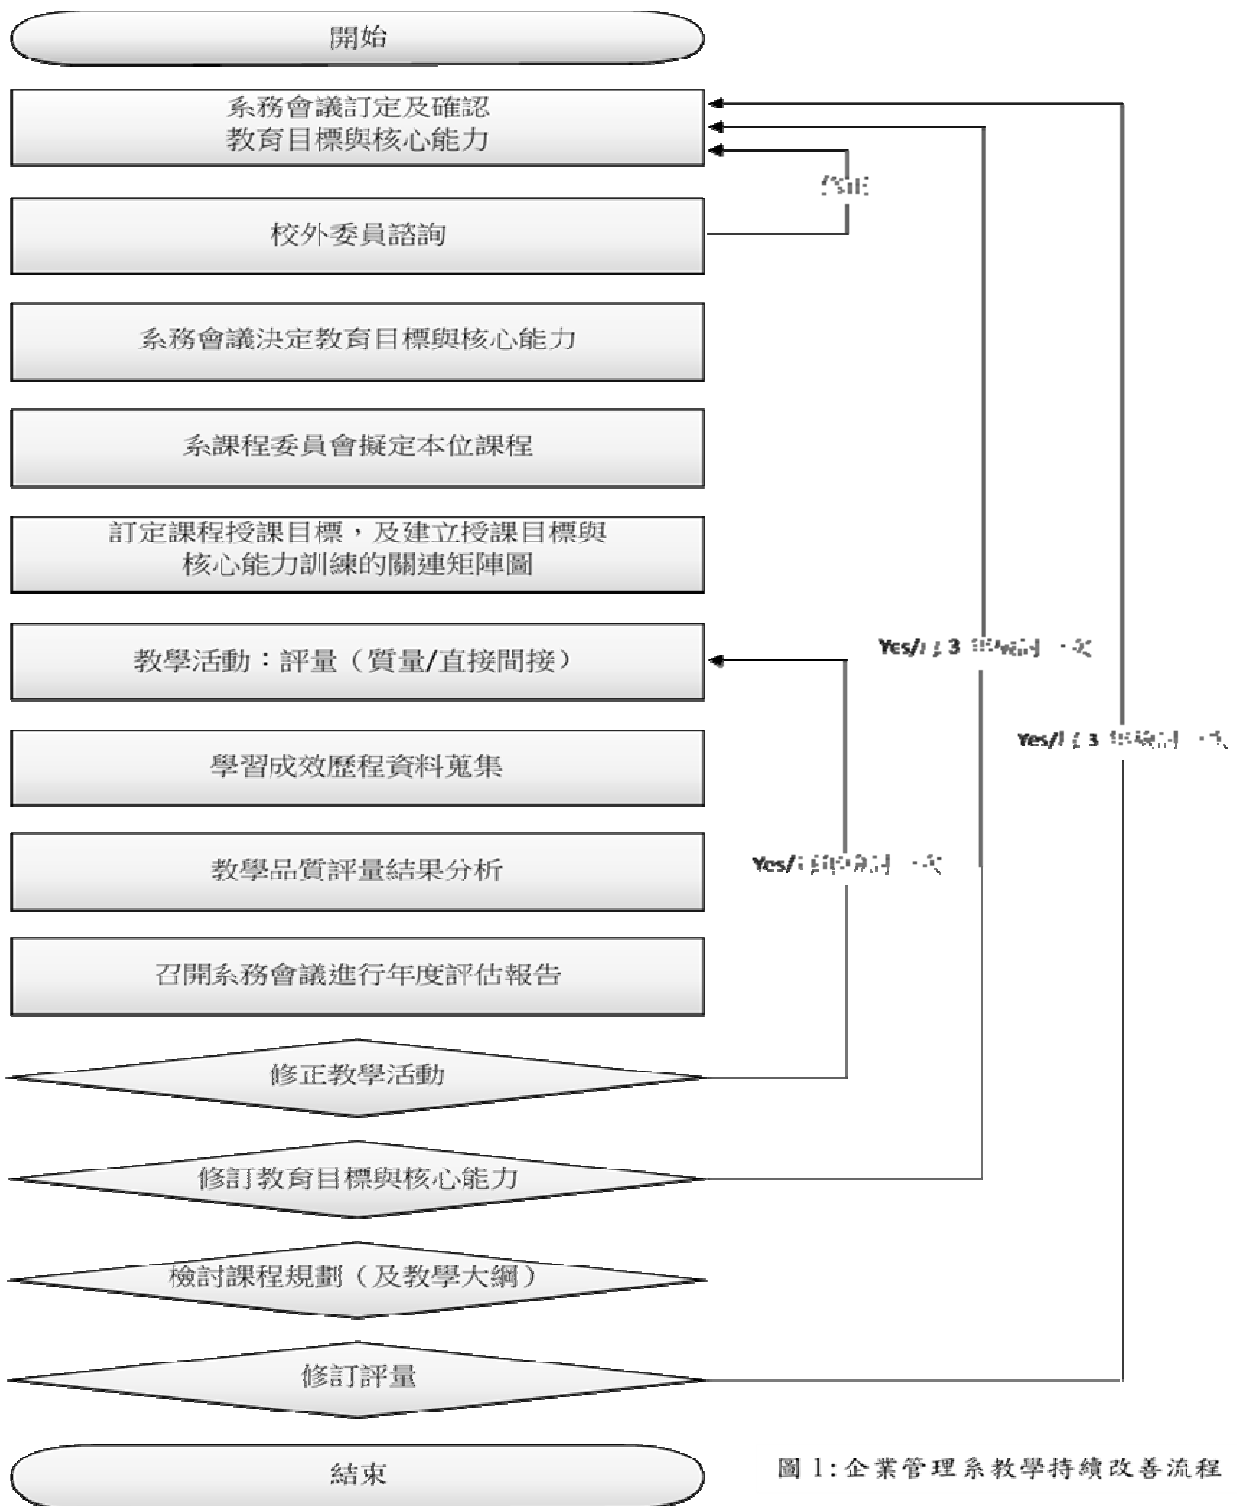 開始
系務會議訂定及確認
教育目標與核心能力
校外委員諮詢
系務會議決定教育目標與核心能力
系課程委員會擬定本位課程
訂定課程授課目標，及建立授課目標與
核心能力訓練的關連矩陣圖
教學活動：評量（質量/直接間接）
Yes/ 3
Yes/ 3
學習成效歷程資料蒐集
教學品質評量結果分析
Yes/
召開系務會議進行年度評估報告
修正教學活動
修訂教育目標與核心能力
檢討課程規劃（及教學大綱）
修訂評量
結束
圖 1:企業管理系教學持續改善流程